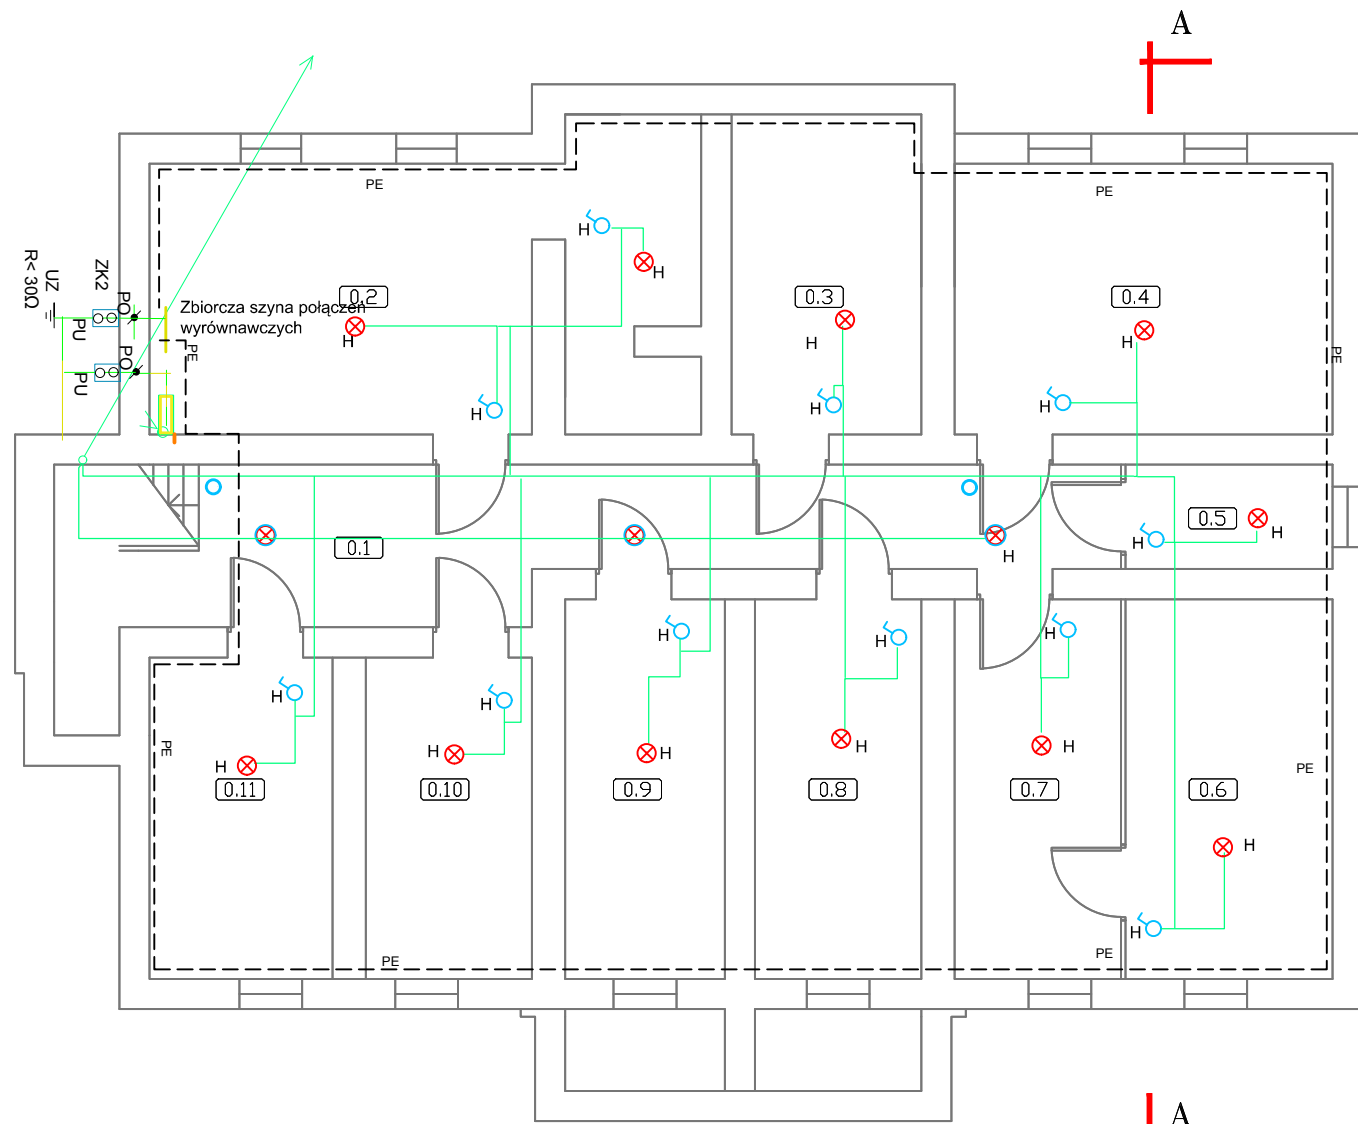 A
PE
PE
H
H
R< 30Ω
UZ
ZK2
PO
PU
Zbiorcza szyna połączeń
wyrównawczych
0.2
H
0.3
H
0.4
H
PE
PE
PO
PU
H
H
H
0.5
H
H
0.1
H
H
H
H
H
H
PE
H
0.11
H
0.10
H
0.9
H
0.8
H
0.7
0.6
PE
H
H
PE
PE
A